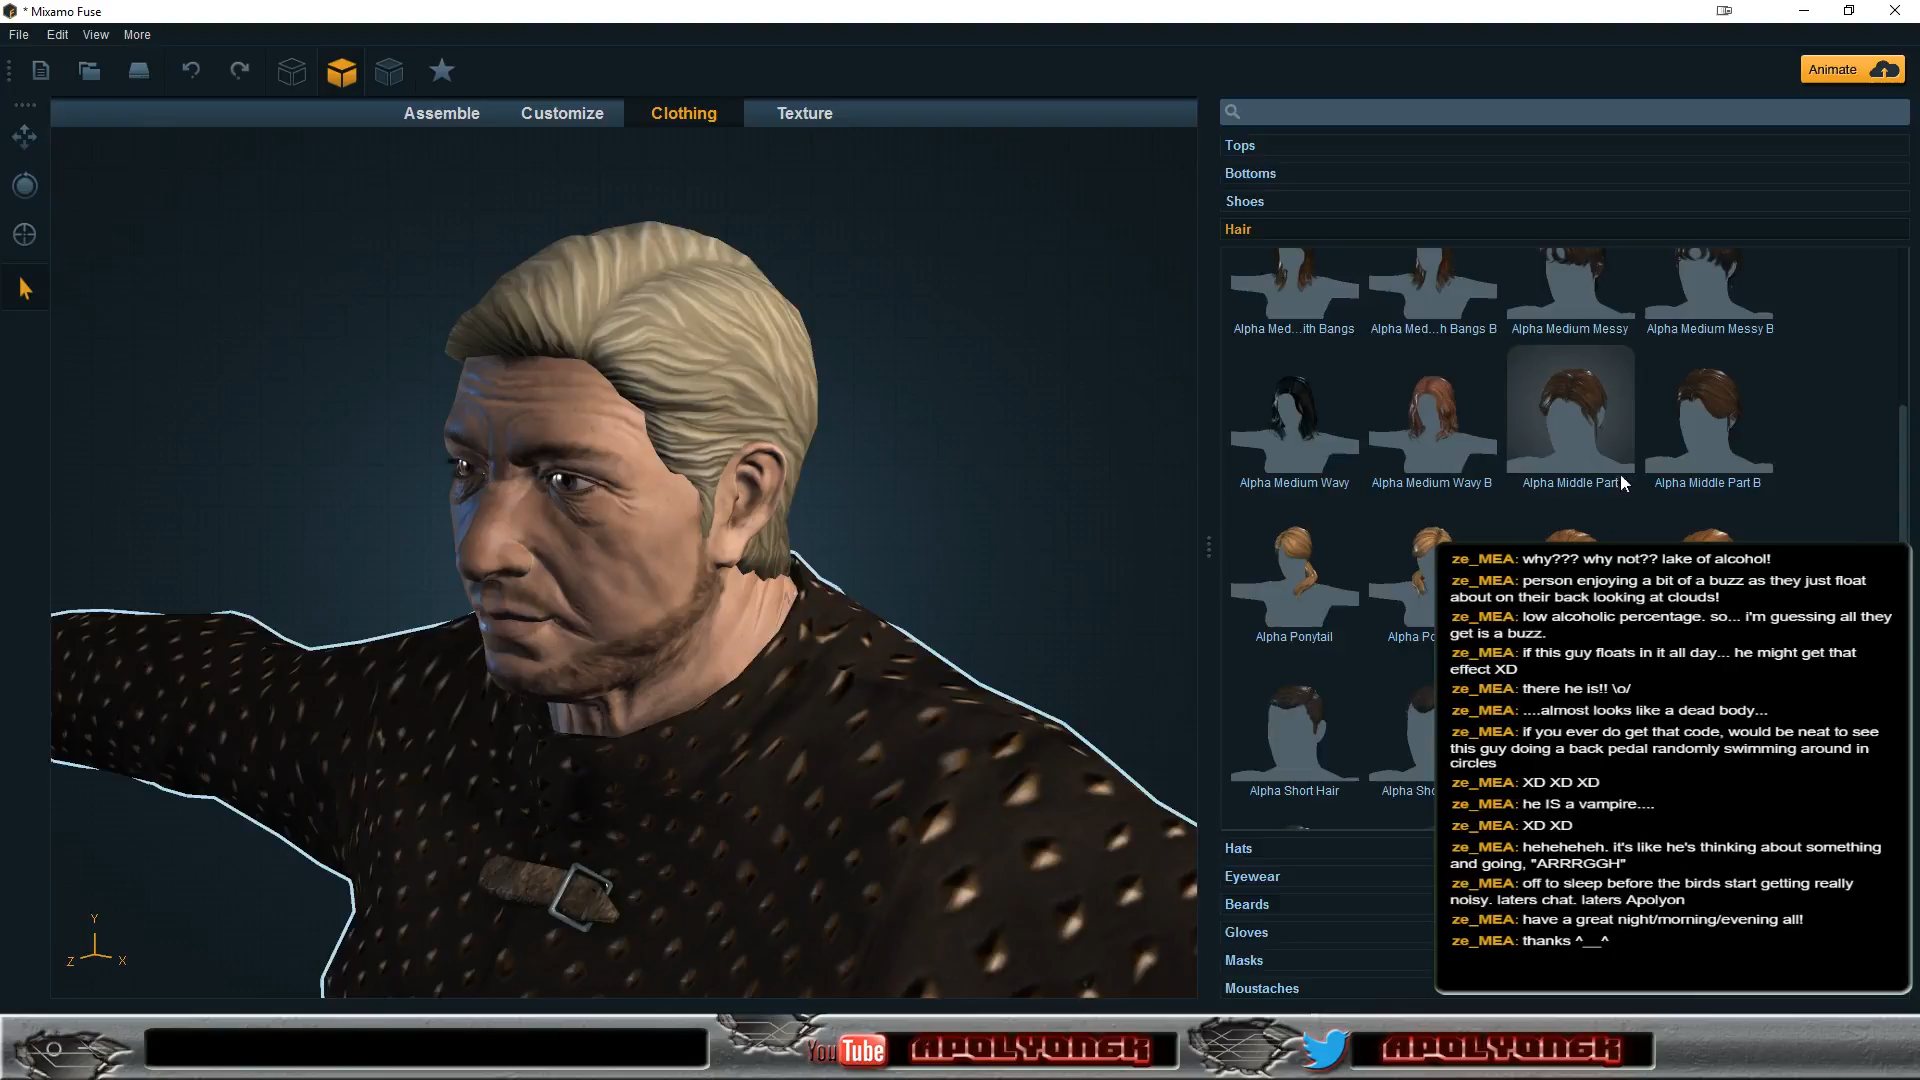 * Mixamo Fuse
File Edit View More
Animate
Assemble Customize Clothing Texture
Tops
Bottoms
Shoes
Hair
Alpha Med...ith Bangs Alpha Med...h Bangs B Alpha Medium Messy Alpha Medium Messy B
Alpha Medium Wavy Alpha Medium Wavy B Alpha Middle Part Alpha Middle Part B
Alpha Ponytail Alpha Po
Alpha Short Hair Alpha Sho
Hats
Eyewear
Beards
Gloves
Masks
Moustaches
ze_MEA: why??? why not?? lake of alcohol!
ze_MEA: person enjoying a bit of a buzz as they just float
about on their back looking at clouds!
ze_MEA: low alcoholic percentage. so... i'm guessing all they
get is a buzz.
ze_MEA: if this guy floats in it all day... he might get that
effect XD
ze_MEA: there he is!! \o/
ze_MEA: ....almost looks like a dead body...
ze_MEA: if you ever do get that code, would be neat to see
this guy doing a back pedal randomly swimming around in
circles
ze_MEA: XD XD XD
ze_MEA: he IS a vampire....
ze_MEA: XD XD
ze_MEA: heheheheh. it's like he's thinking about something
and going, "ARRRGGH"
ze_MEA: off to sleep before the birds start getting really
noisy. laters chat. laters Apolyon
ze_MEA: have a great night/morning/evening all!
ze_MEA: thanks ^__^
Y
Z X
YouTube APOLYONGK APOLYONGK